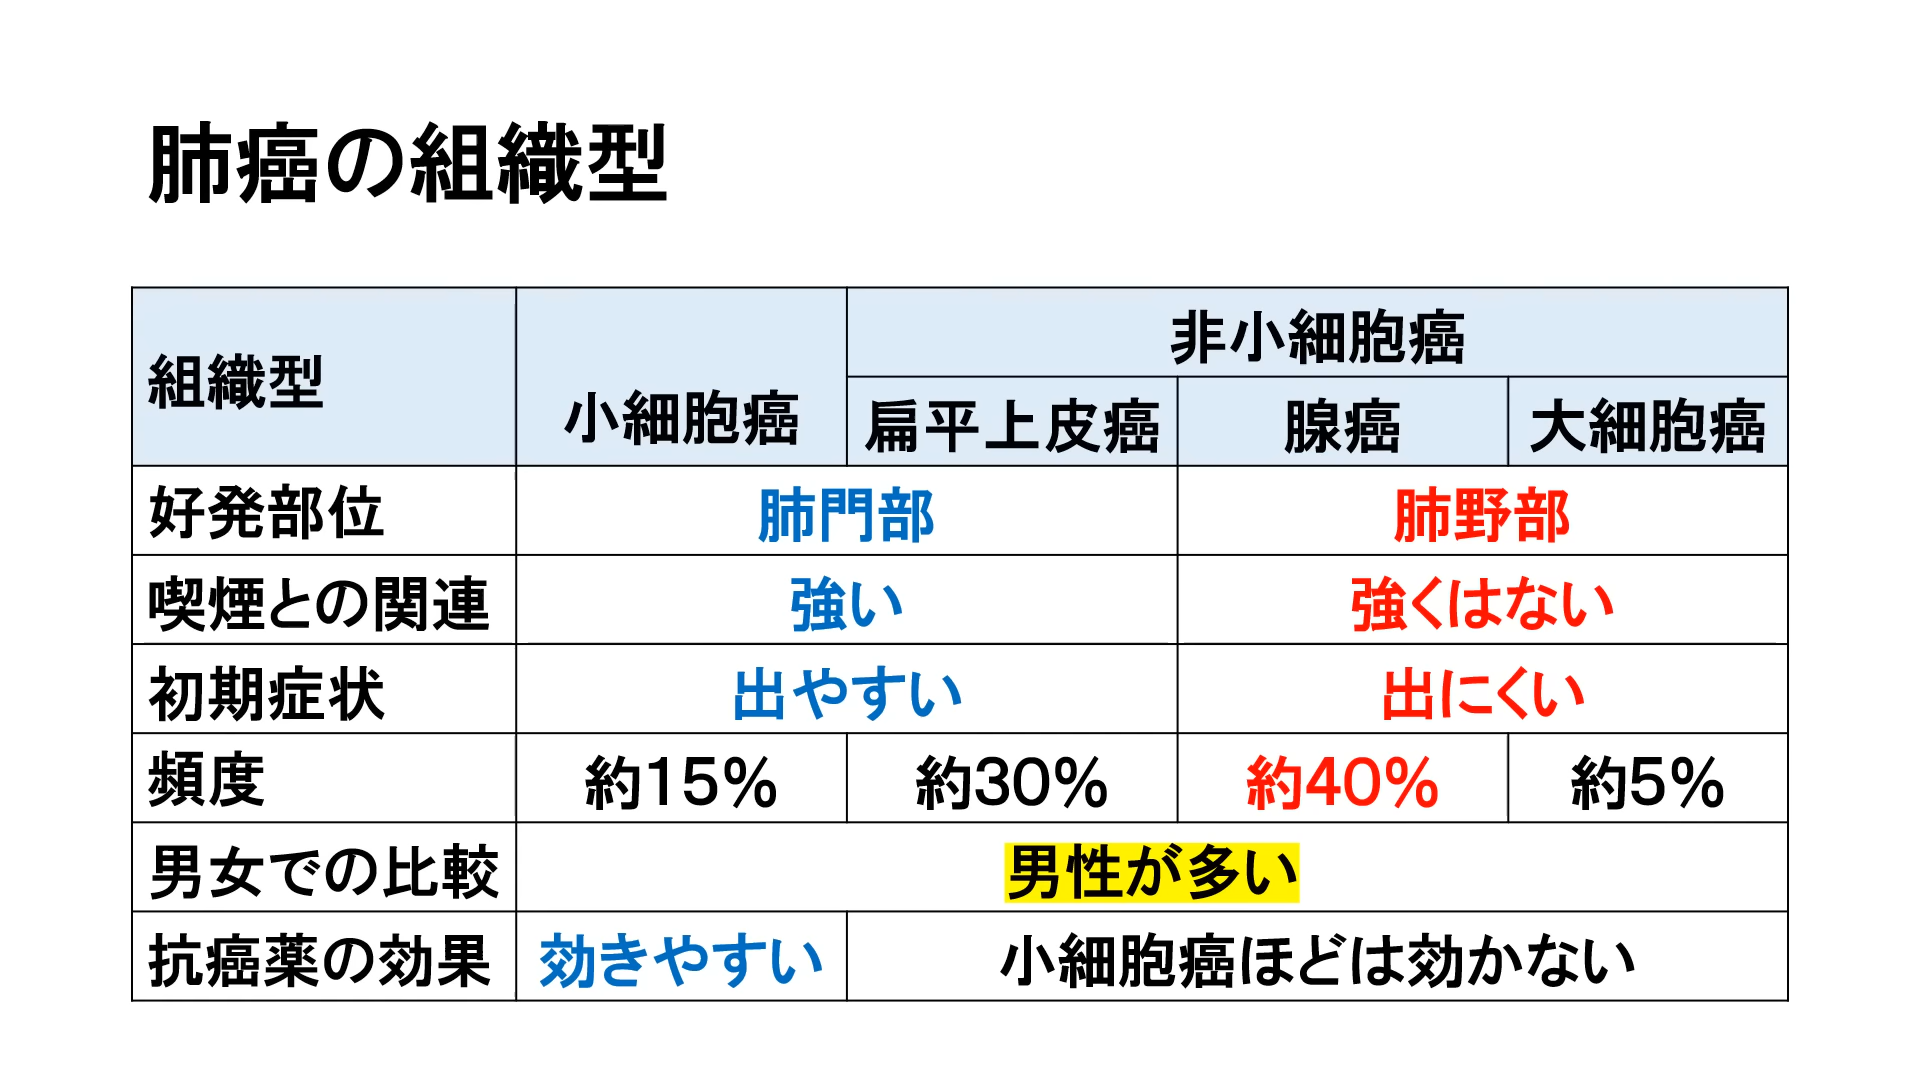 肺癌の組織型
組織型
小細胞癌
非小細胞癌
扁平上皮癌
腺癌
大細胞癌
好発部位
肺門部
肺野部
喫煙との関連
強い
強くはない
初期症状
出やすい
出にくい
頻度
約15%
約30%
約40%
約5%
男女での比較
男性が多い
抗癌薬の効果
効きやすい
小細胞癌ほどは効かない